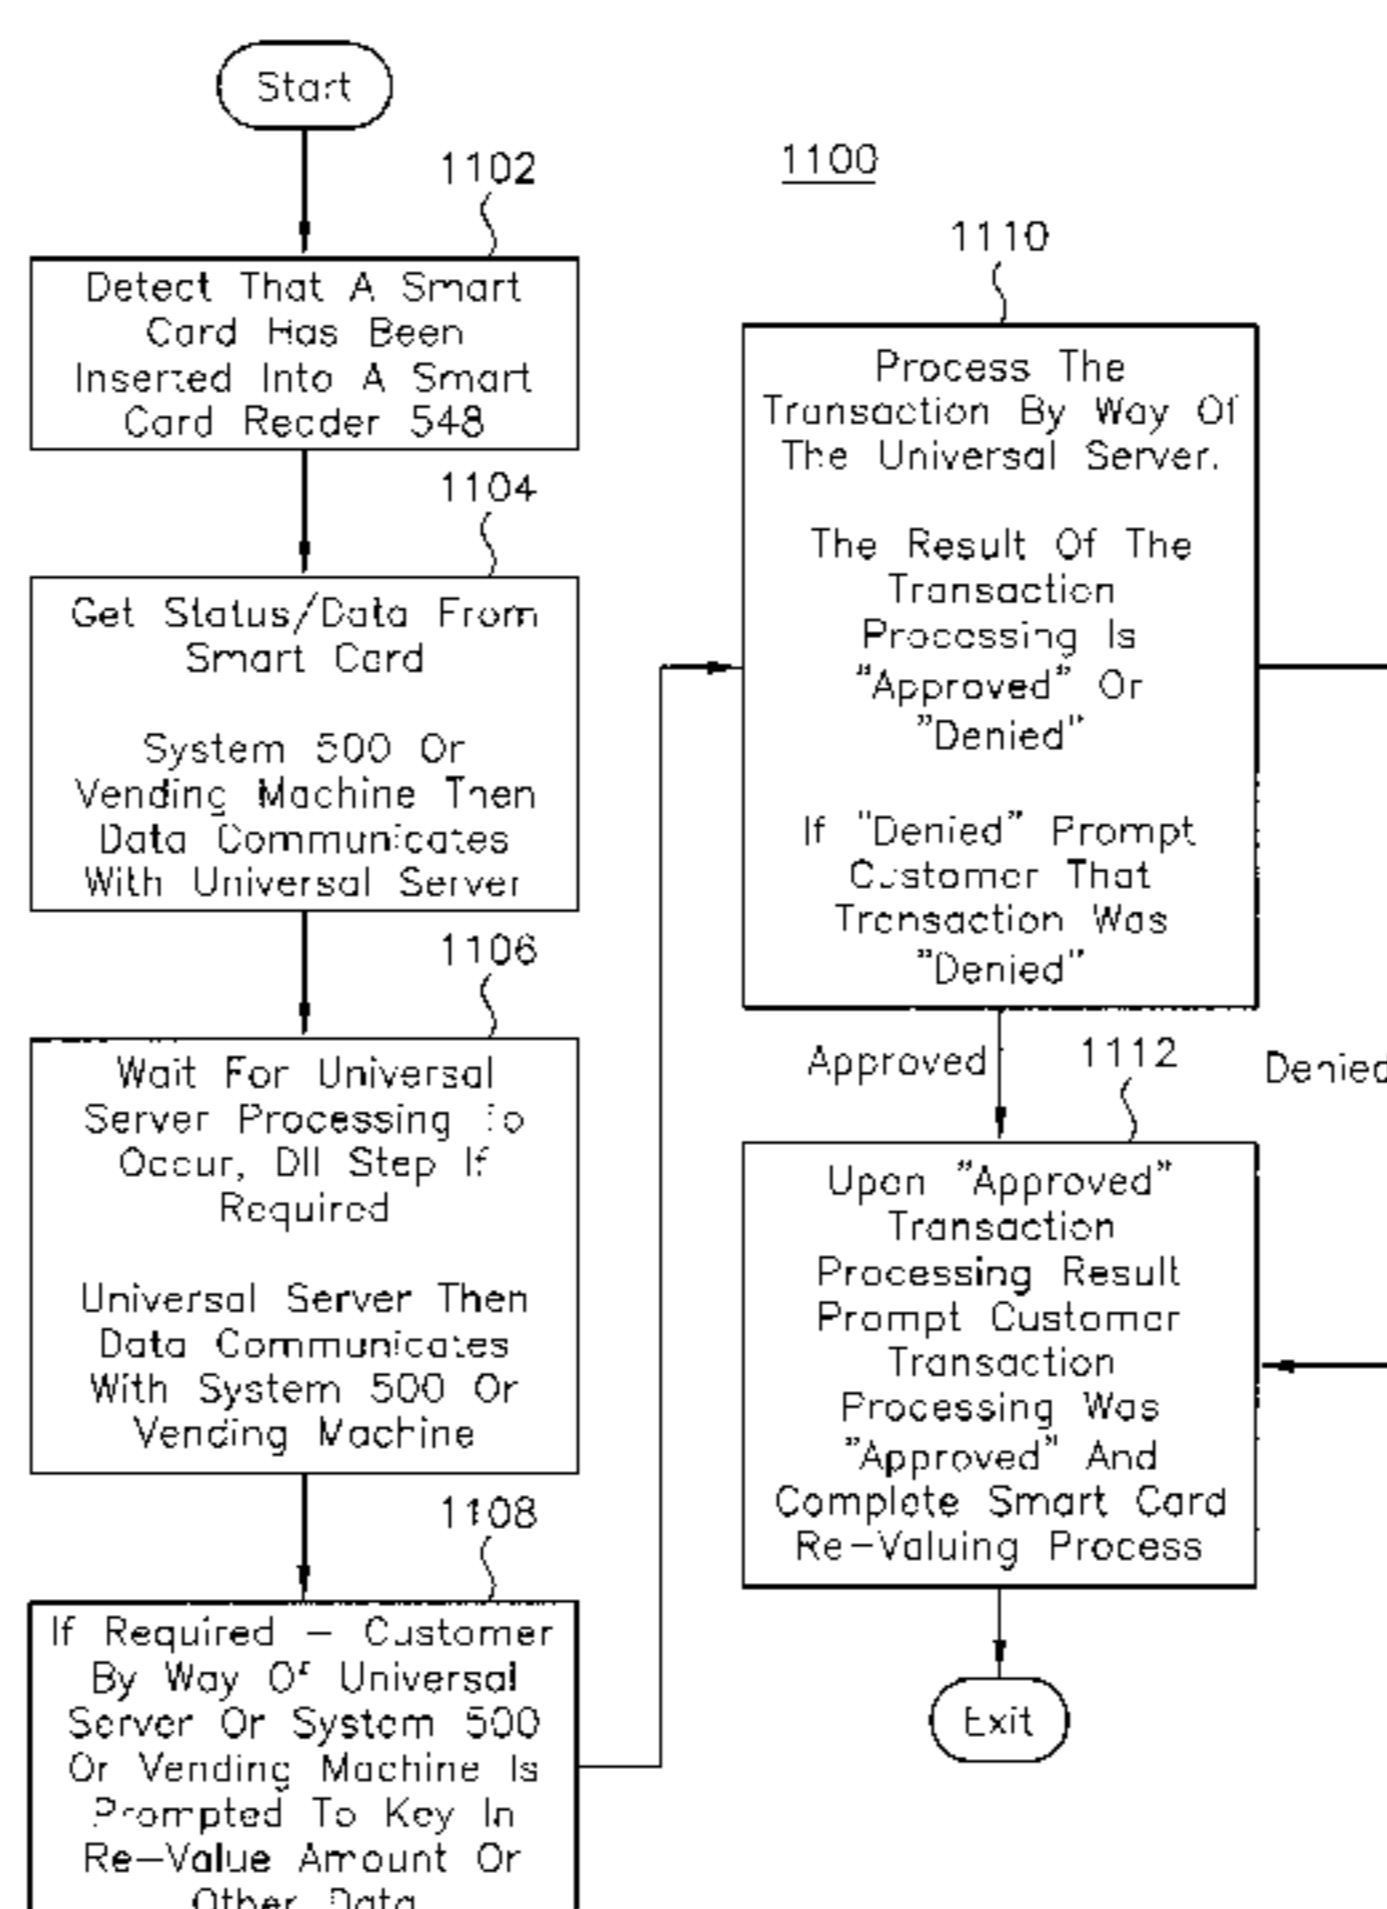 Start
1102
Detect That A Smart
Card Has Been
Inserted Into A Smart
Card Reader 548
1104
Get Status/Data From
Smart Card
System 500 Or
Vending Machine Then
Data Communicates
With Universal Server
1106
Wait For Universal
Server Processing To
Occur, DII Step If
Required
Universal Server Then
Data Communicates
With System 500 Or
Vending Machine
1108
If Required – Customer
By Way Of Universal
Server Or System 500
Or Vending Machine Is
Prompted To Key In
Re–Value Amount Or
Other Data
1100
1110
Process The
Transaction By Way Of
The Universal Server.
The Result Of The
Transaction
Processing Is
"Approved" Or
"Denied"
If "Denied" Prompt
Customer That
Transaction Was
"Denied"
Approved
1112
Denied
Upon "Approved"
Transaction
Processing Result
Prompt Customer
Transaction
Processing Was
"Approved" And
Complete Smart Card
Re–Valuing Process
Exit